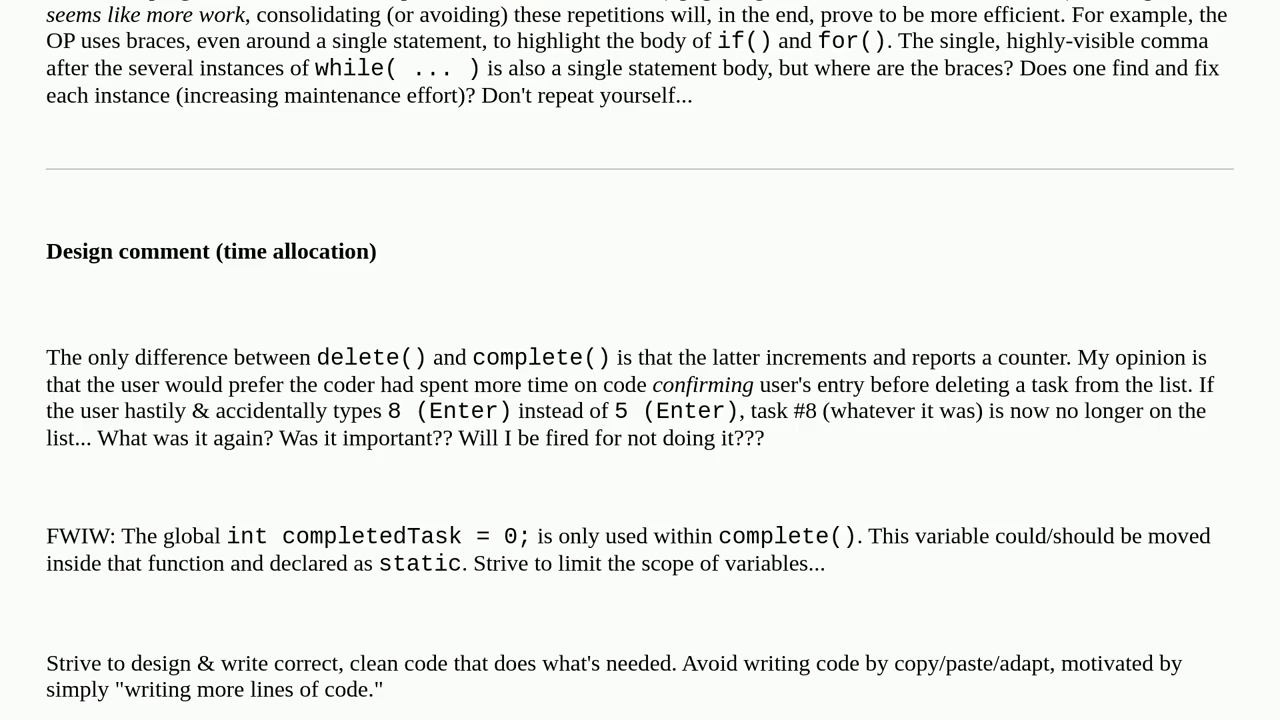 seems like more work, consolidating (or avoiding) these repetitions will, in the end, prove to be more efficient. For example, the
OP uses braces, even around a single statement, to highlight the body of if() and for(). The single, highly-visible comma
after the several instances of while( ... ) is also a single statement body, but where are the braces? Does one find and fix
each instance (increasing maintenance effort)? Don't repeat yourself...
Design comment (time allocation)
The only difference between delete() and complete() is that the latter increments and reports a counter. My opinion is
that the user would prefer the coder had spent more time on code confirming user's entry before deleting a task from the list. If
the user hastily & accidentally types 8 (Enter) instead of 5 (Enter), task #8 (whatever it was) is now no longer on the
list... What was it again? Was it important?? Will I be fired for not doing it???
FWIW: The global int completedTask = 0; is only used within complete(). This variable could/should be moved
inside that function and declared as static. Strive to limit the scope of variables...
Strive to design & write correct, clean code that does what's needed. Avoid writing code by copy/paste/adapt, motivated by
simply "writing more lines of code."